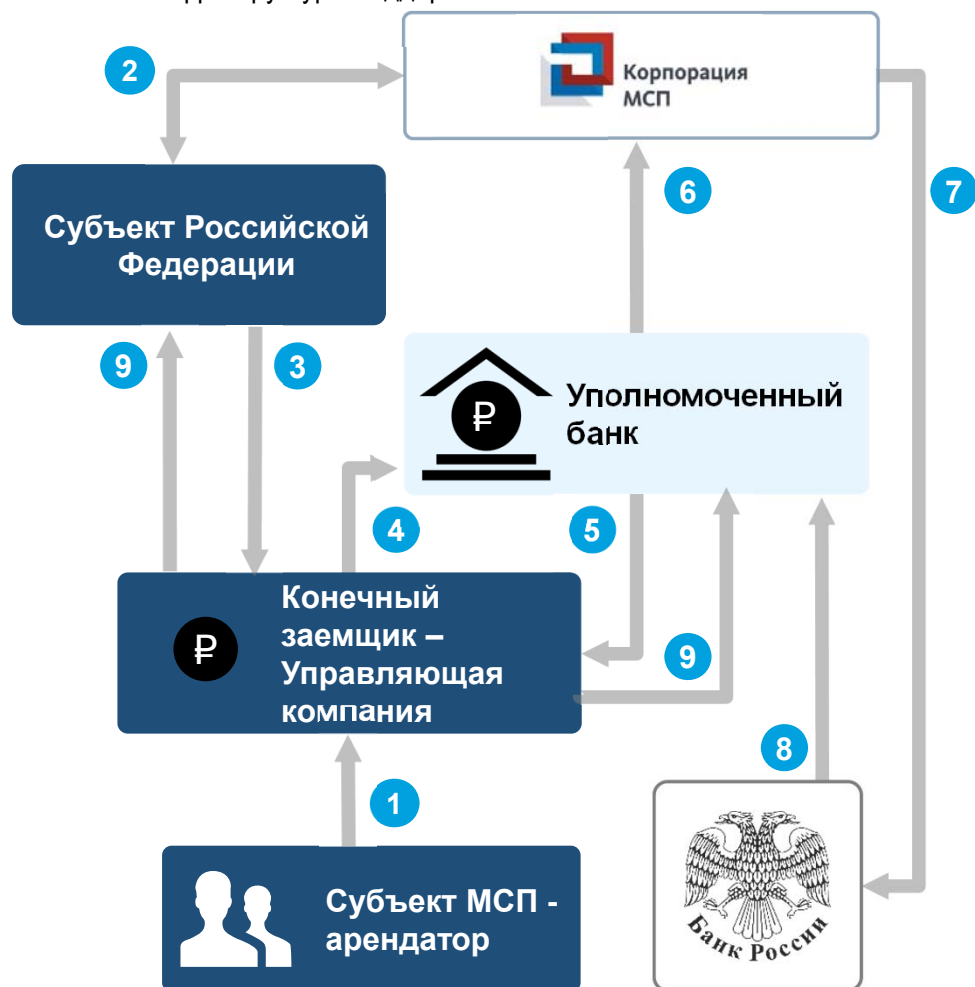 2
Корпорация
МСП
6
7
Субъект Российской
Федерации
9
3
₽
Уполномоченный
банк
4
5
₽
Конечный
заемщик –
Управляющая
компания
9
8
1
Субъект МСП -
арендатор
Банк России